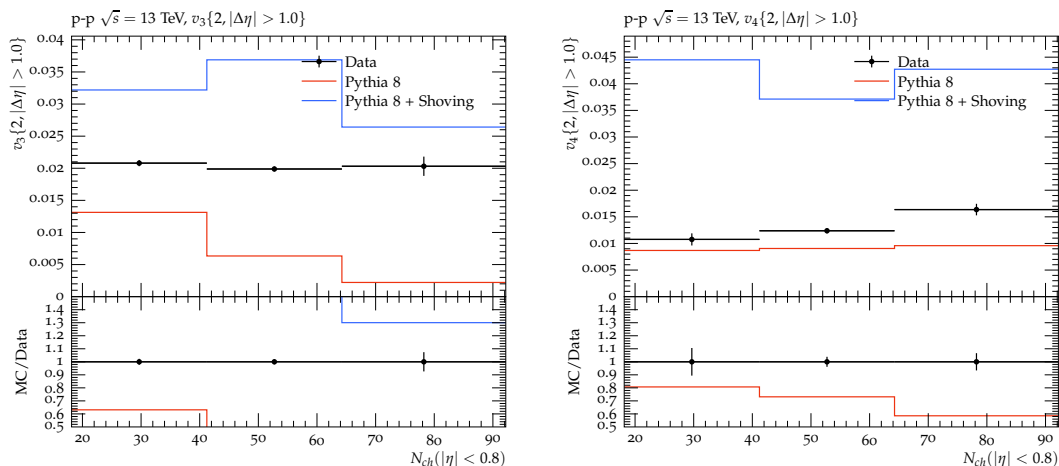 p-p √s = 13 TeV, v₃{2, |Δη| > 1.0}
v₃{2, |Δη| > 1.0}
0.04
0.035
0.03
0.025
0.02
0.015
0.01
0.005
0
Data
Pythia 8
Pythia 8 + Shoving
MC/Data
1.4
1.3
1.2
1.1
1
0.9
0.8
0.7
0.6
0.5
20 30 40 50 60 70 80 90
N_ch(|η| < 0.8)
p-p √s = 13 TeV, v₄{2, |Δη| > 1.0}
v₄{2, |Δη| > 1.0}
0.045
0.04
0.035
0.03
0.025
0.02
0.015
0.01
0.005
0
Data
Pythia 8
Pythia 8 + Shoving
MC/Data
1.4
1.3
1.2
1.1
1
0.9
0.8
0.7
0.6
0.5
20 30 40 50 60 70 80 90
N_ch(|η| < 0.8)